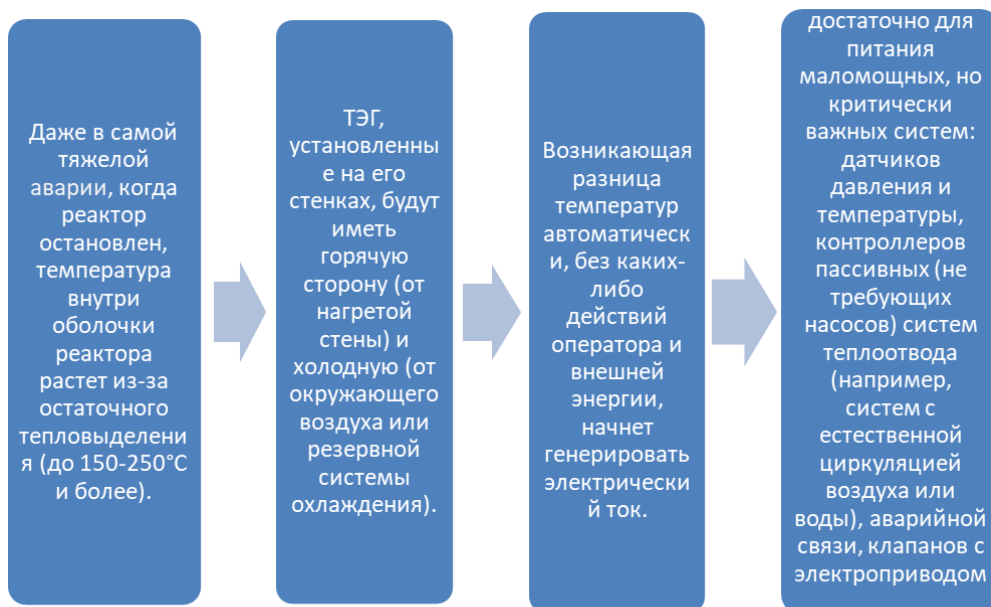 Даже в самой
тяжелой
аварии, когда
реактор
остановлен,
температура
внутри
оболочки
реактора
растет из-за
остаточного
тепловыделени
я (до 150-250°C
и более).
ТЭГ,
установленны
е на его
стенках, будут
иметь
горячую
сторону (от
нагретой
стены) и
холодную (от
окружающего
воздуха или
резервной
системы
охлаждения).
Возникающая
разница
температур
автоматическ
и, без каких-
либо
действий
оператора и
внешней
энергии,
начнет
генерировать
электрически
й ток.
достаточно для
питания
маломощных, но
критически
важных систем:
датчиков
давления и
температуры,
контроллеров
пассивных (не
требующих
насосов) систем
теплоотвода
(например,
систем с
естественной
циркуляцией
воздуха или
воды), аварийной
связи, клапанов с
электроприводом